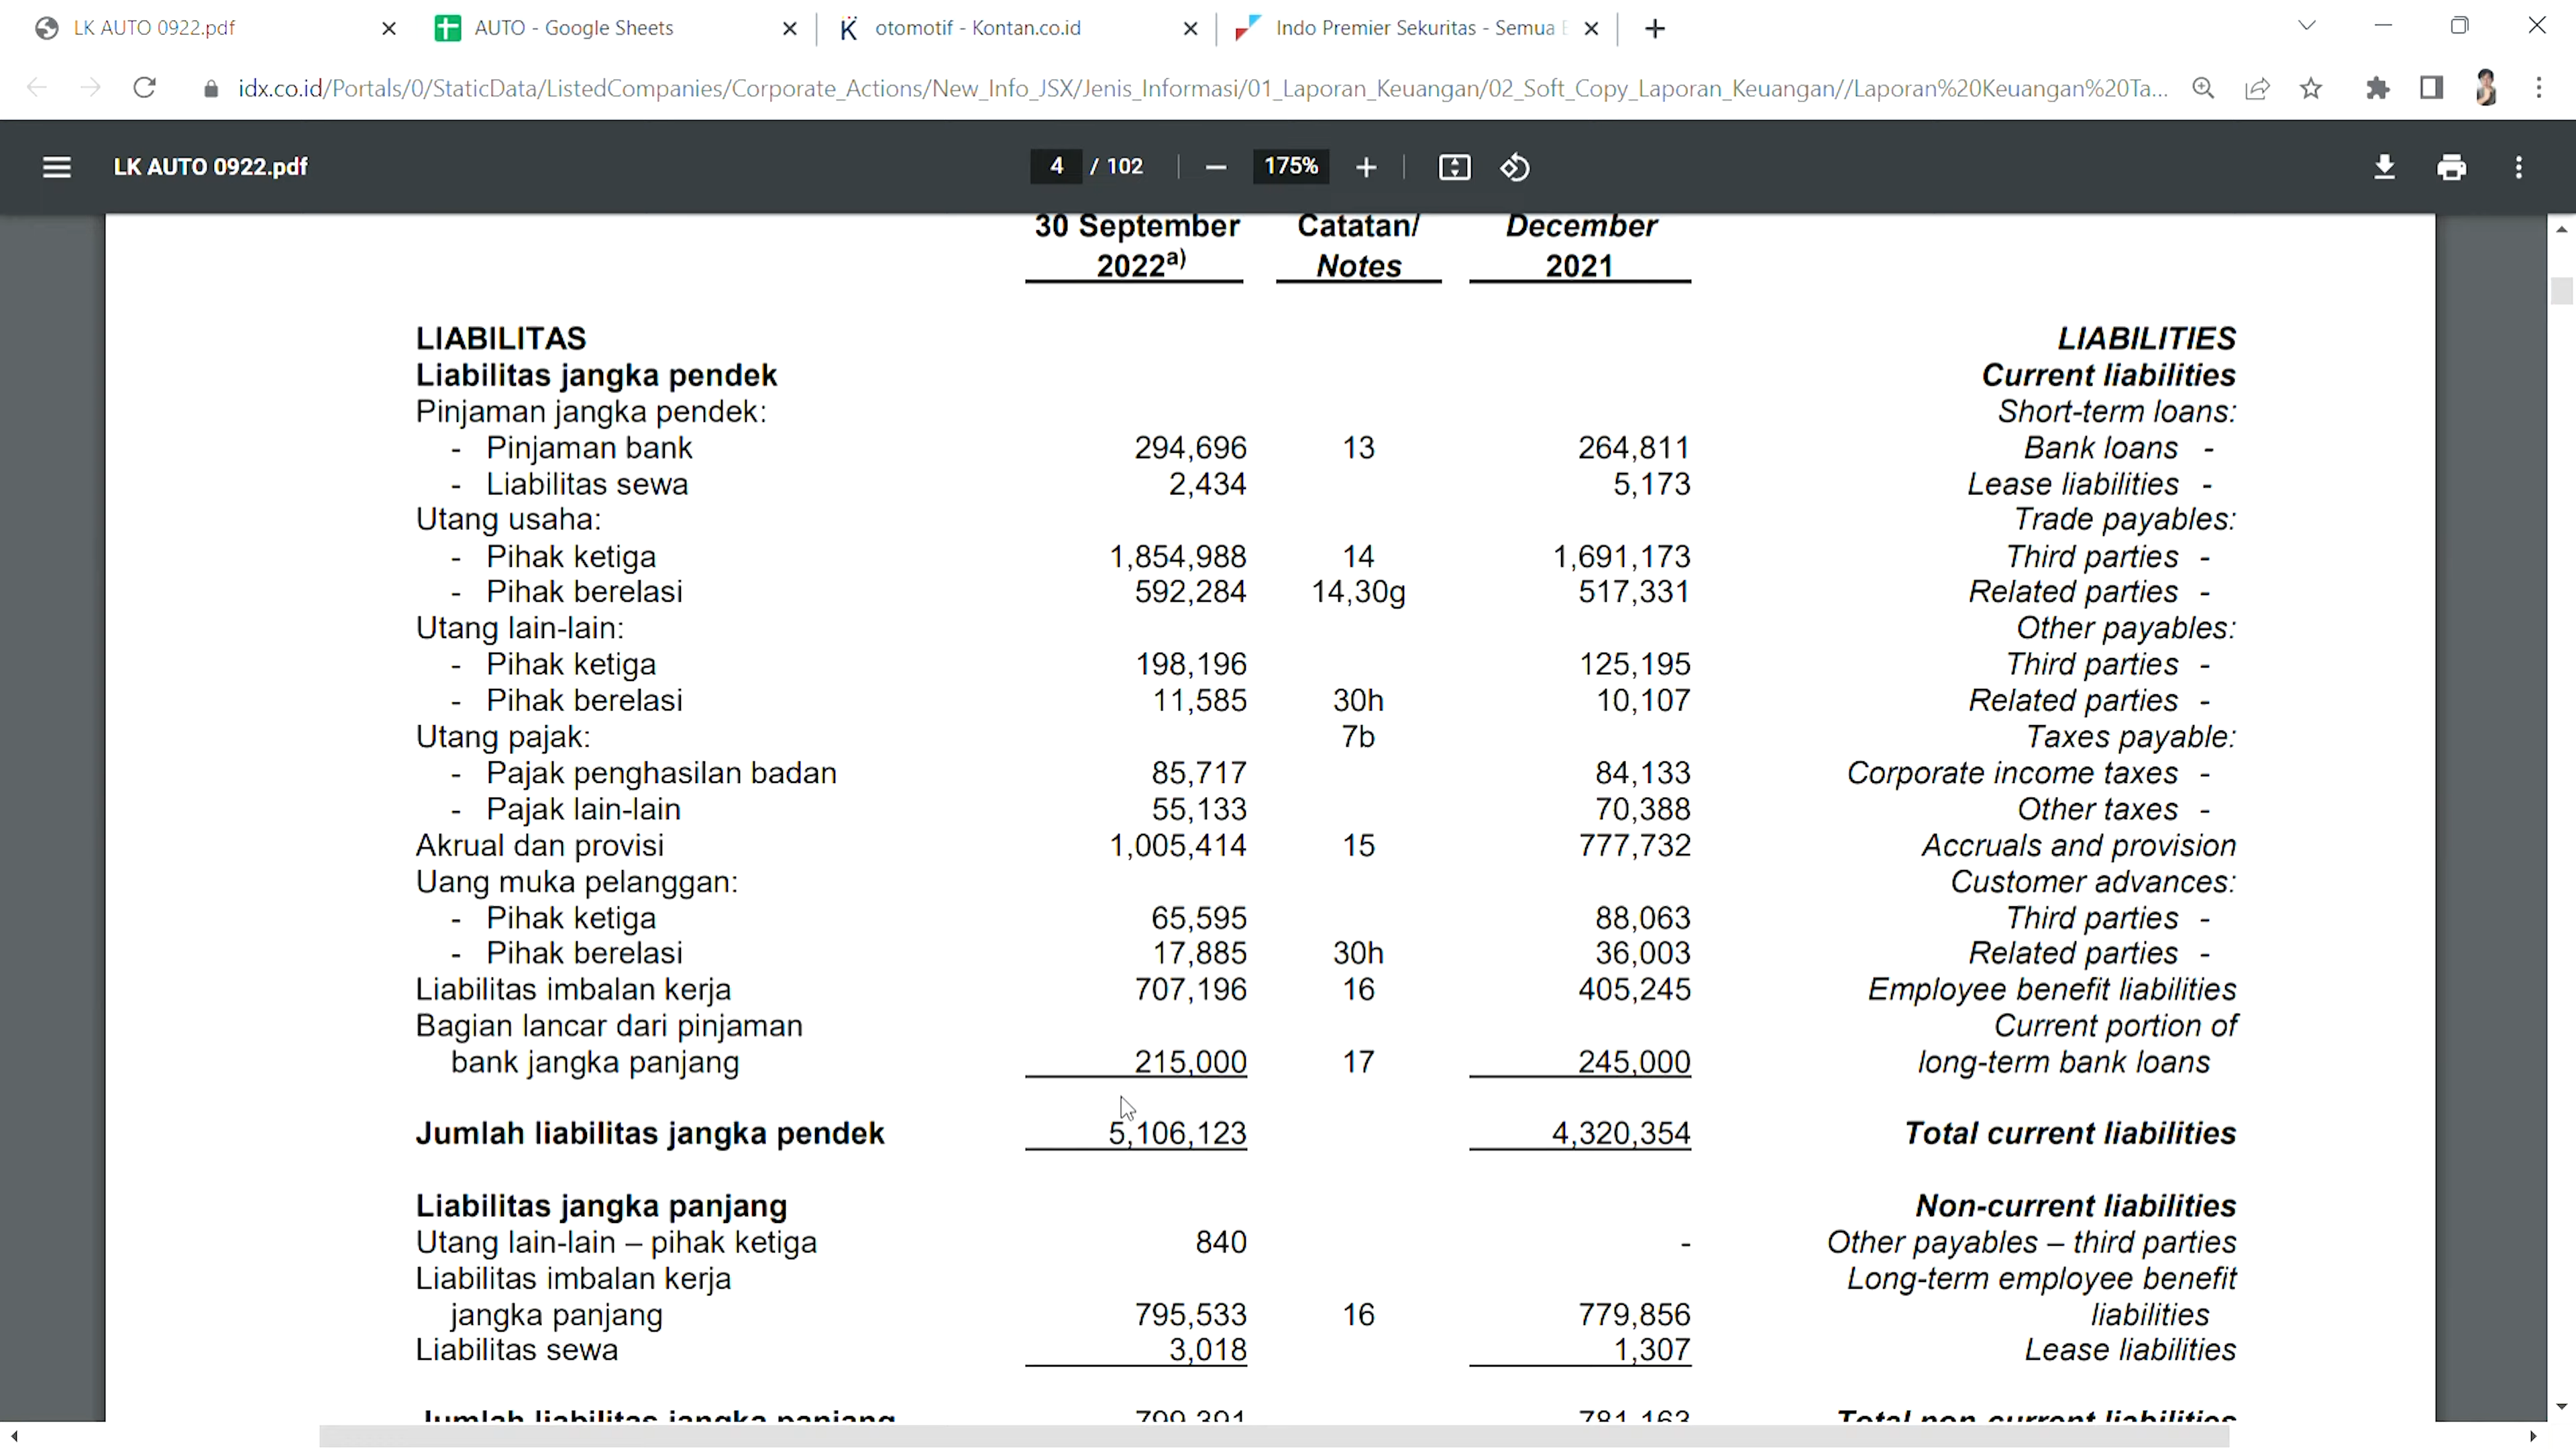 LK AUTO 0922.pdf
AUTO - Google Sheets
otomotif - Kontan.co.id
Indo Premier Sekuritas - Semua
idx.co.id/Portals/0/StaticData/ListedCompanies/Corporate_Actions/New_Info_JSX/Jenis_Informasi/01_Laporan_Keuangan/02_Soft_Copy_Laporan_Keuangan//Laporan%20Keuangan%20Ta...
LK AUTO 0922.pdf 4 / 102 175%
30 September Catatan/ December
2022a) Notes 2021
LIABILITAS LIABILITIES
Liabilitas jangka pendek Current liabilities
Pinjaman jangka pendek: Short-term loans:
- Pinjaman bank 294,696 13 264,811 Bank loans -
- Liabilitas sewa 2,434 5,173 Lease liabilities -
Utang usaha: Trade payables:
- Pihak ketiga 1,854,988 14 1,691,173 Third parties -
- Pihak berelasi 592,284 14,30g 517,331 Related parties -
Utang lain-lain: Other payables:
- Pihak ketiga 198,196 125,195 Third parties -
- Pihak berelasi 11,585 30h 10,107 Related parties -
Utang pajak: 7b Taxes payable:
- Pajak penghasilan badan 85,717 84,133 Corporate income taxes -
- Pajak lain-lain 55,133 70,388 Other taxes -
Akrual dan provisi 1,005,414 15 777,732 Accruals and provision
Uang muka pelanggan: Customer advances:
- Pihak ketiga 65,595 88,063 Third parties -
- Pihak berelasi 17,885 30h 36,003 Related parties -
Liabilitas imbalan kerja 707,196 16 405,245 Employee benefit liabilities
Bagian lancar dari pinjaman Current portion of
bank jangka panjang 215,000 17 245,000 long-term bank loans
Jumlah liabilitas jangka pendek 5,106,123 4,320,354 Total current liabilities
Liabilitas jangka panjang Non-current liabilities
Utang lain-lain – pihak ketiga 840 - Other payables – third parties
Liabilitas imbalan kerja Long-term employee benefit
jangka panjang 795,533 16 779,856 liabilities
Liabilitas sewa 3,018 1,307 Lease liabilities
Jumlah liabilitas jangka panjang 799,391 781,163 Total non-current liabilities